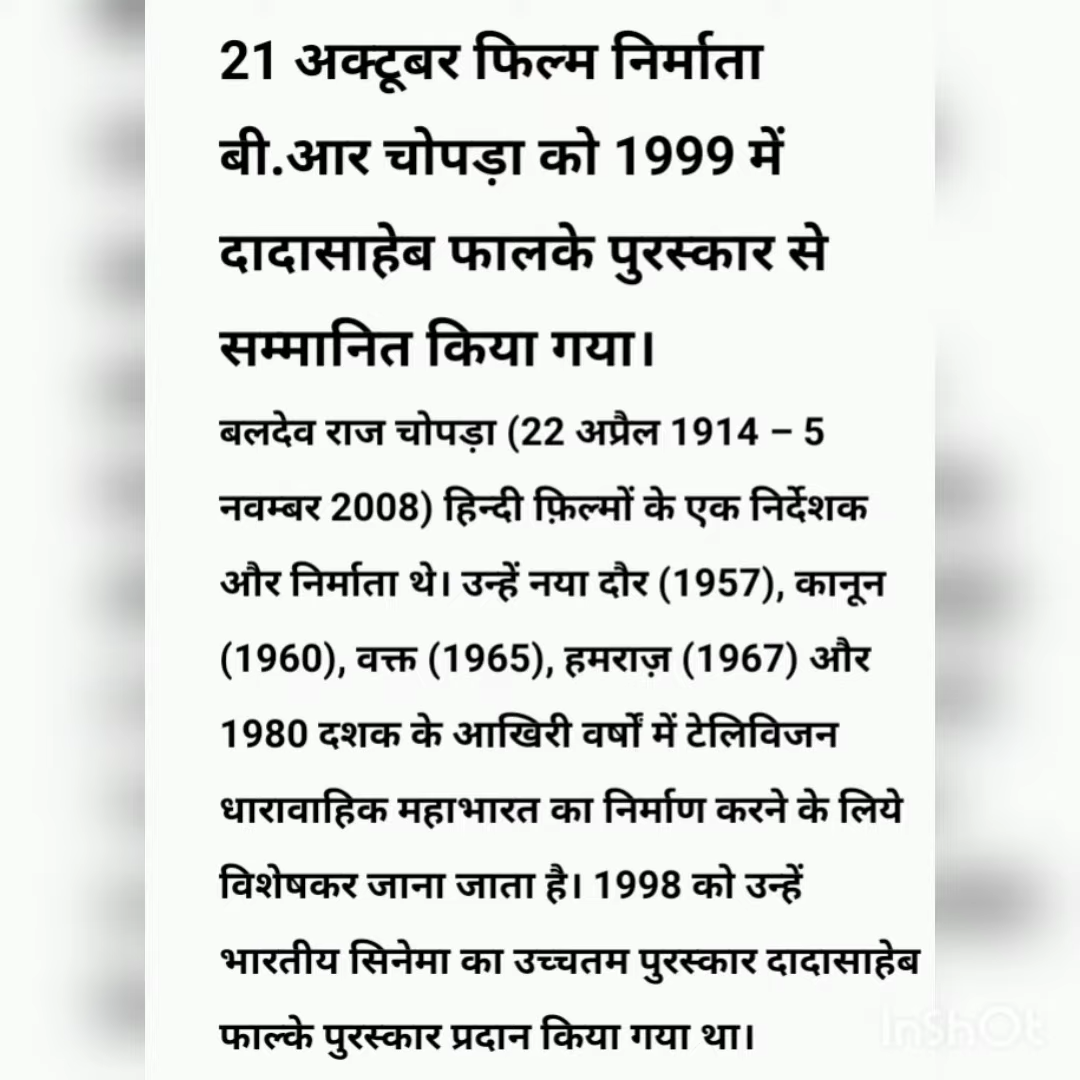 21 अक्टूबर फिल्म निर्माता
बी.आर चोपड़ा को 1999 में
दादासाहेब फालके पुरस्कार से
सम्मानित किया गया।
बलदेव राज चोपड़ा (22 अप्रैल 1914 – 5
नवम्बर 2008) हिन्दी फ़िल्मों के एक निर्देशक
और निर्माता थे। उन्हें नया दौर (1957), कानून
(1960), वक्त (1965), हमराज़ (1967) और
1980 दशक के आखिरी वर्षों में टेलिविजन
धारावाहिक महाभारत का निर्माण करने के लिये
विशेषकर जाना जाता है। 1998 को उन्हें
भारतीय सिनेमा का उच्चतम पुरस्कार दादासाहेब
फाल्के पुरस्कार प्रदान किया गया था।
InShOt